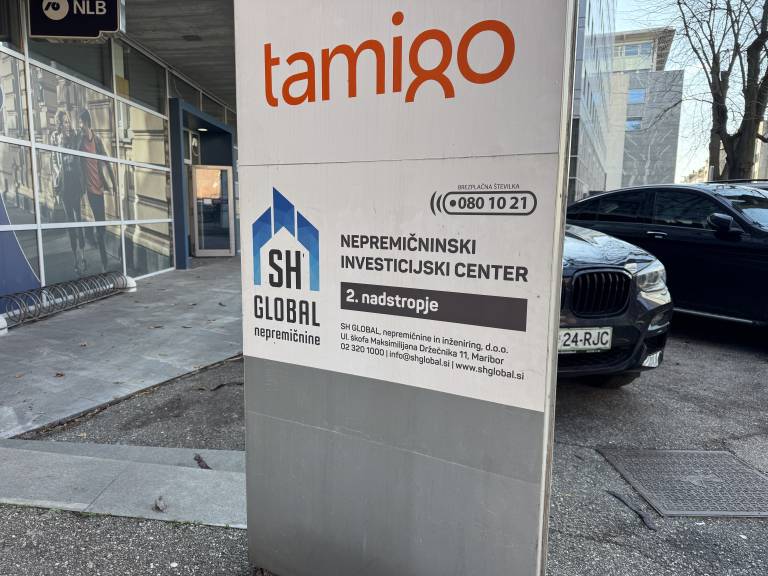 NLB
tamigo
BREZPLAČNA ŠTEVILKA
080 10 21
SH
GLOBAL
nepremičnine
NEPREMIČNINSKI
INVESTICIJSKI CENTER
2. nadstropje
SH GLOBAL, nepremičnine in inženiring, d.o.o.
Ul. škofa Maksimilijana Držečnika 11, Maribor
02 320 1000 | info@shglobal.si | www.shglobal.si
24-RJC